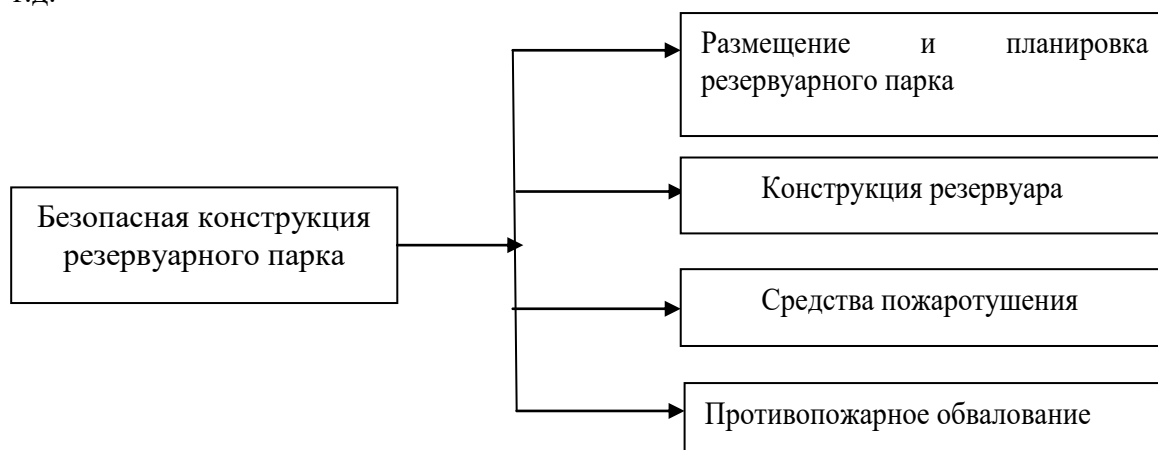 т.д.
Размещение и планировка
резервуарного парка
Конструкция резервуара
Безопасная конструкция
резервуарного парка
Средства пожаротушения
Противопожарное обвалование